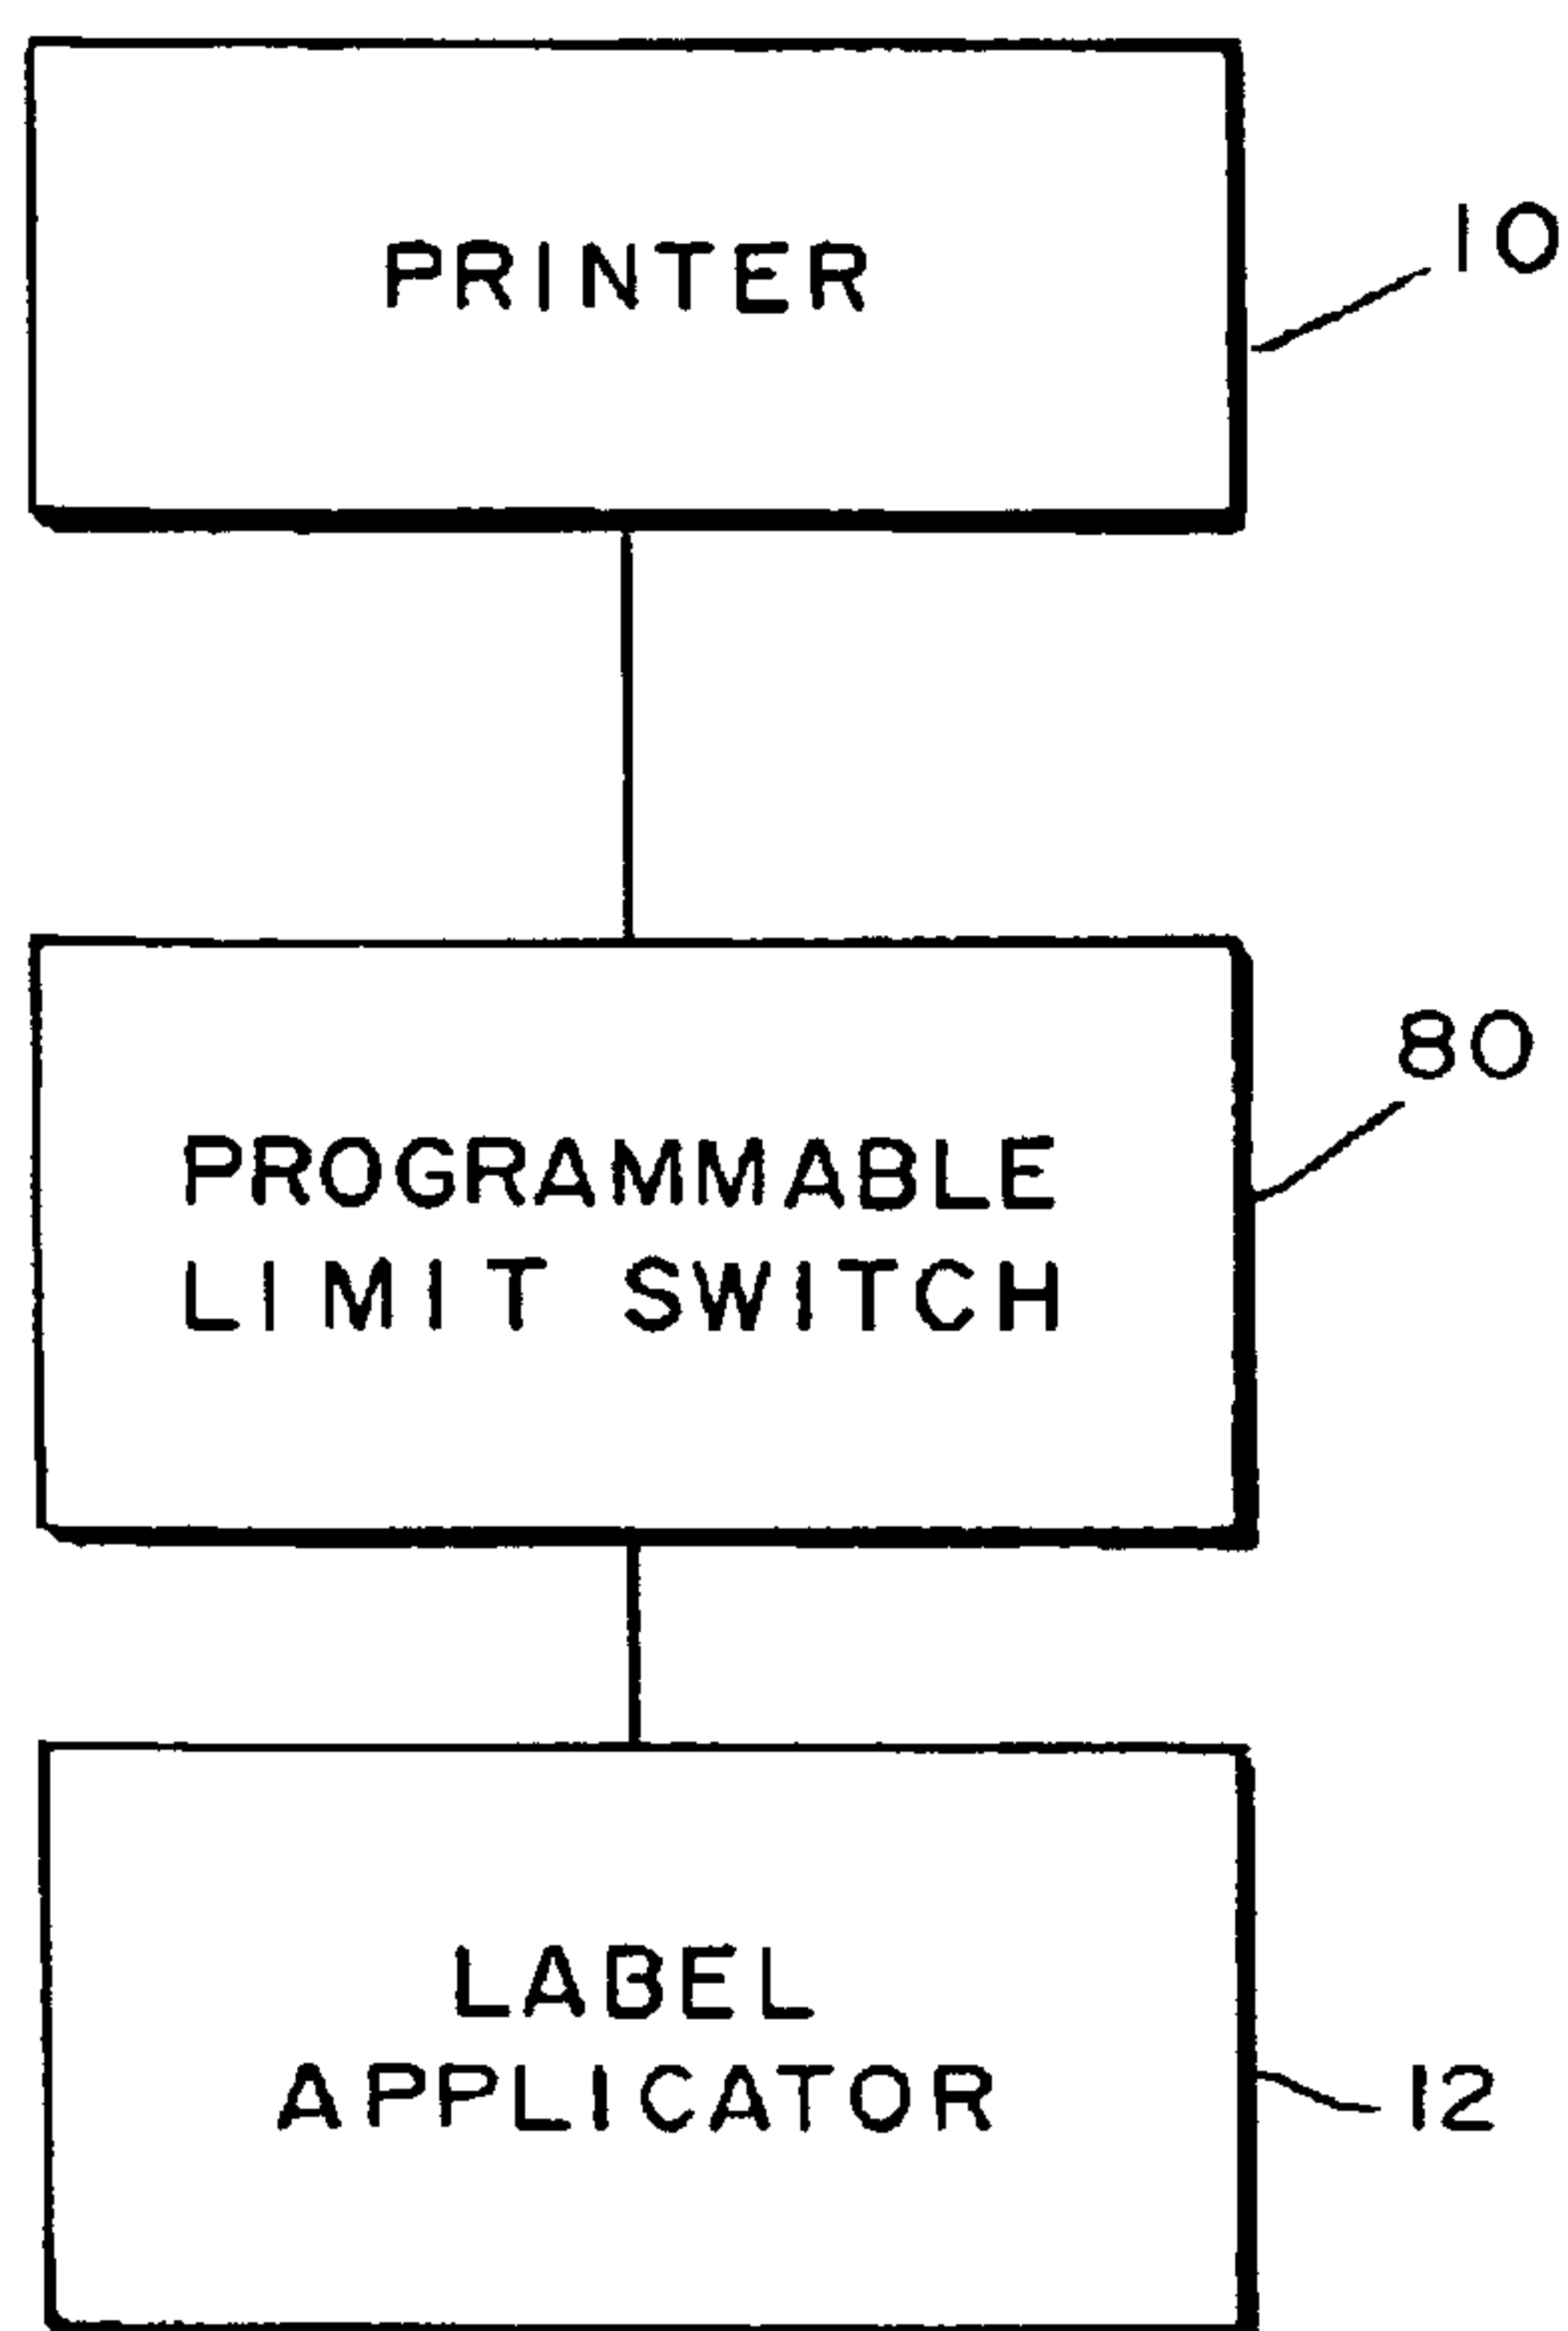 PRINTER
10
80
PROGRAMMABLE
LIMIT SWITCH
LABEL
APPLICATOR
12